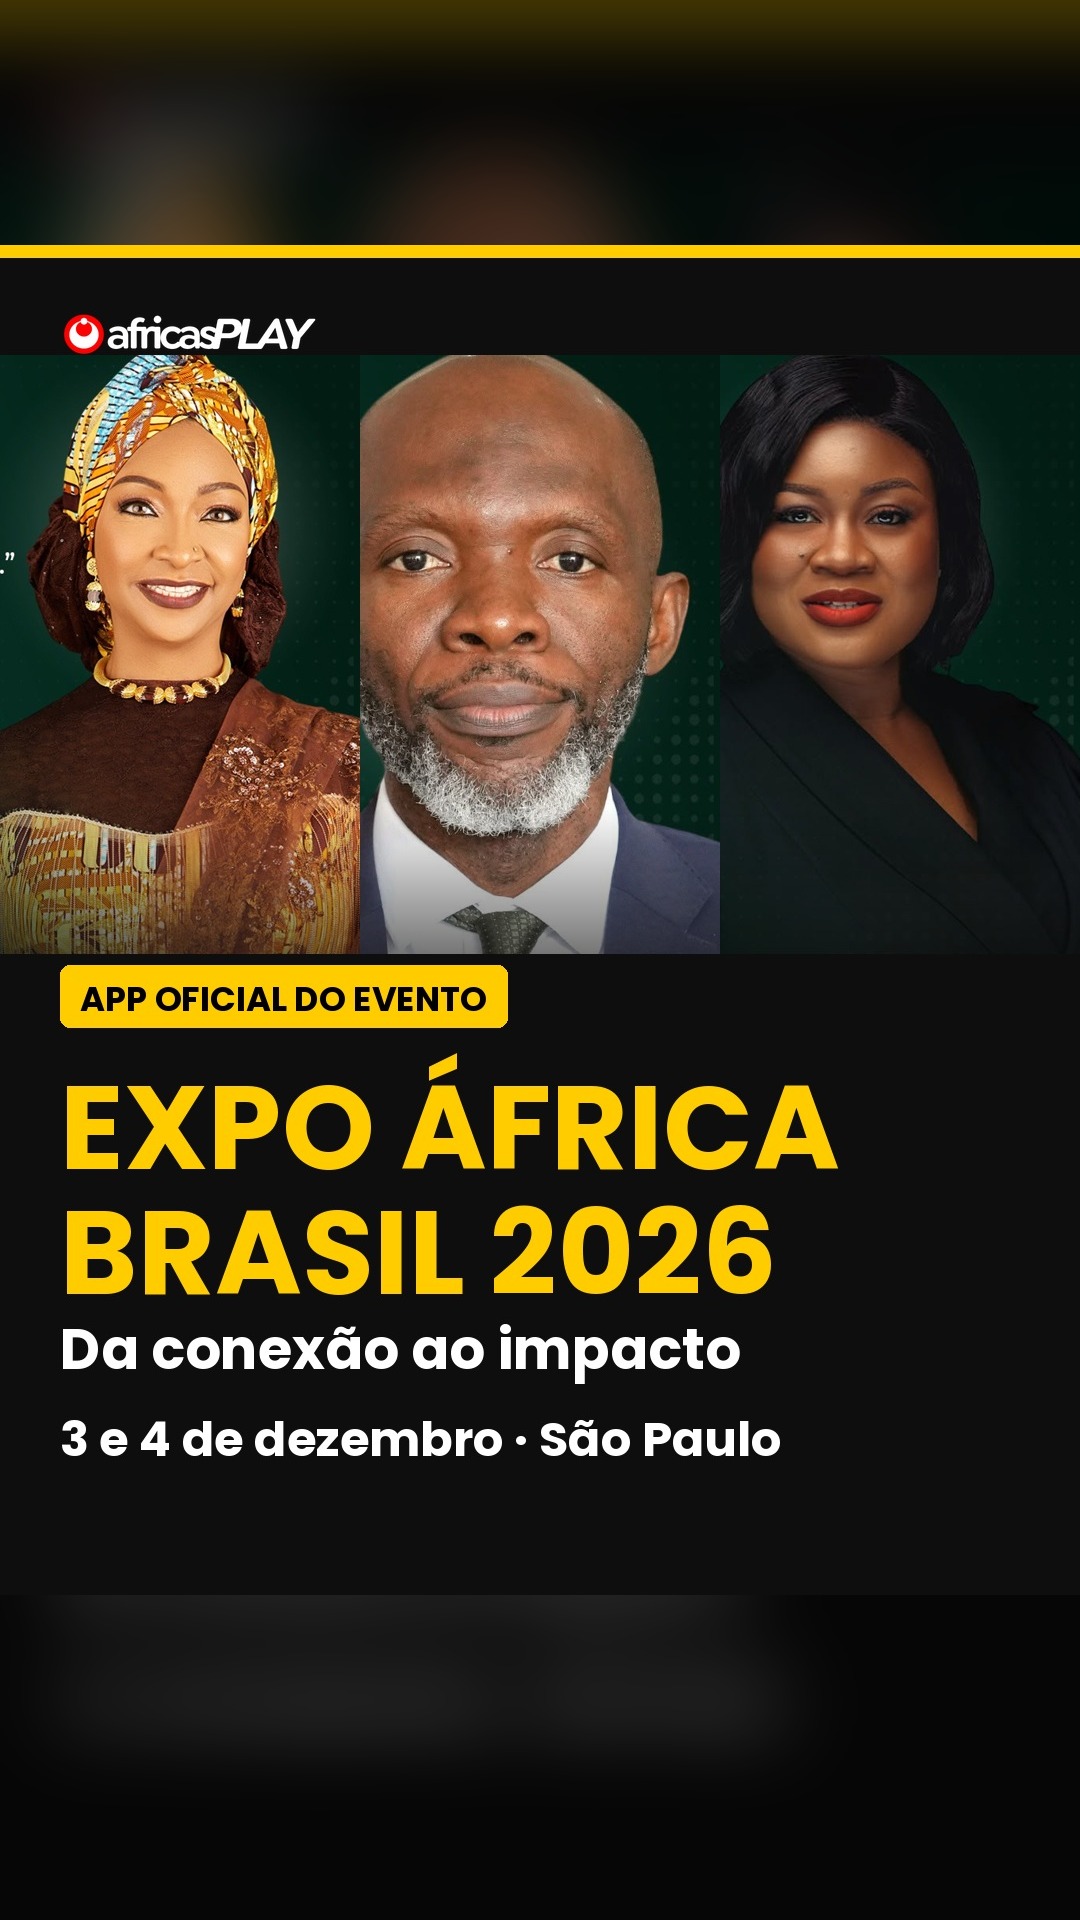 africasPLAY
.”
APP OFICIAL DO EVENTO
EXPO ÁFRICA
BRASIL 2026
Da conexão ao impacto
3 e 4 de dezembro · São Paulo